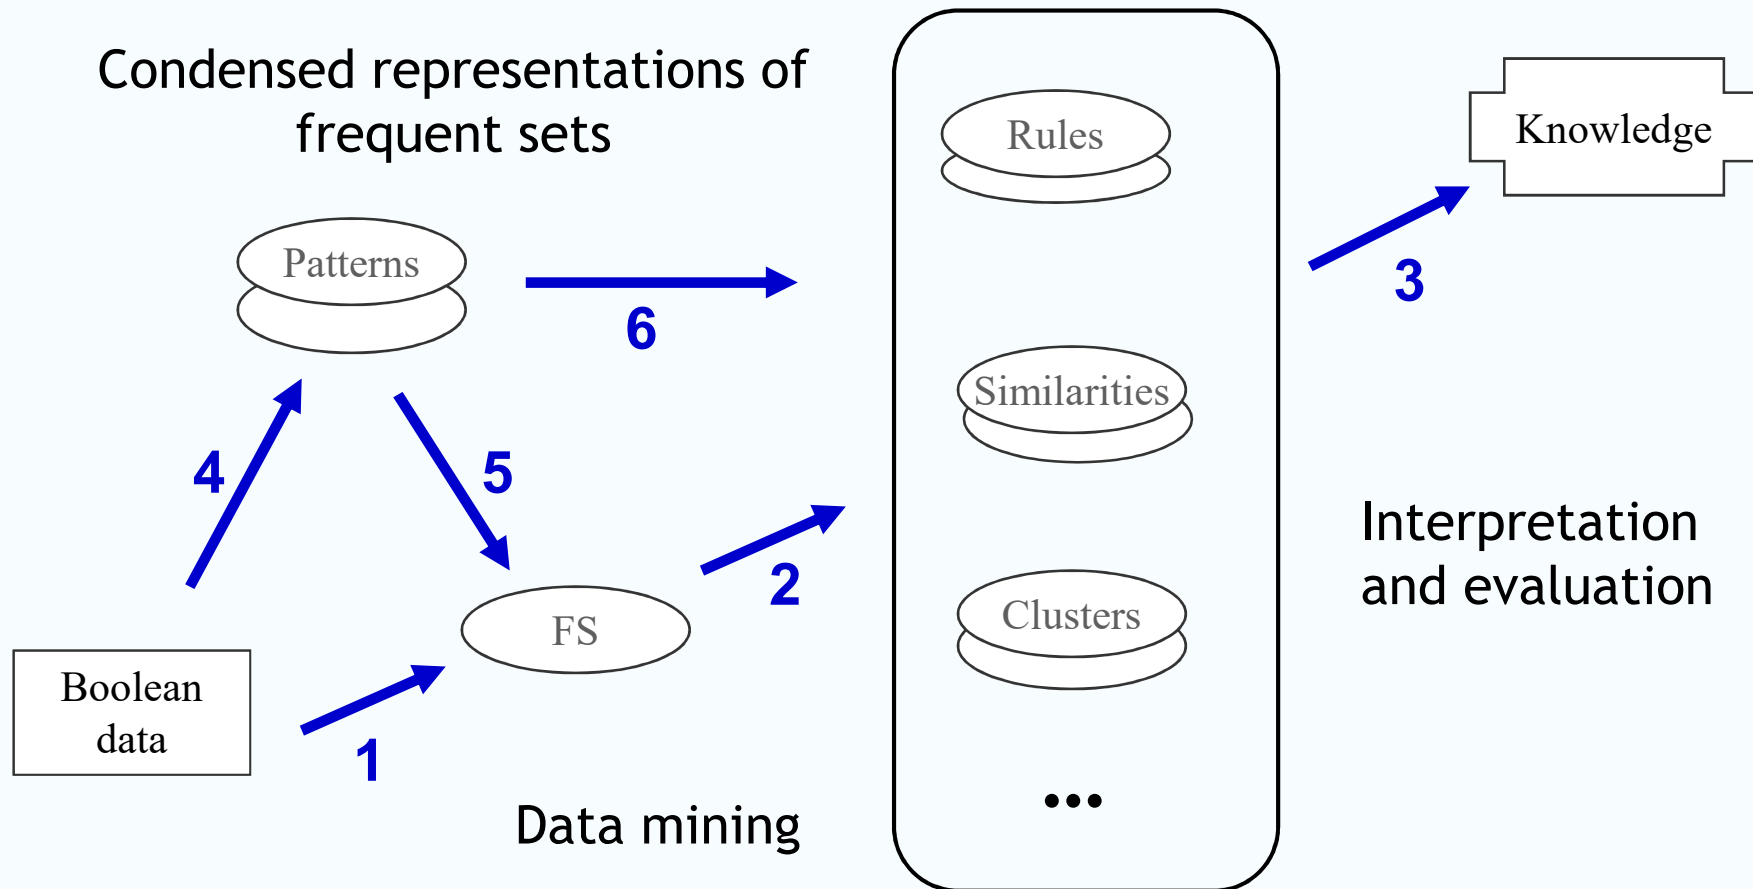 Condensed representations of
frequent sets
Rules
Knowledge
Patterns
3
6
Similarities
4
5
Interpretation
and evaluation
2
Clusters
FS
Boolean
data
1
•••
Data mining